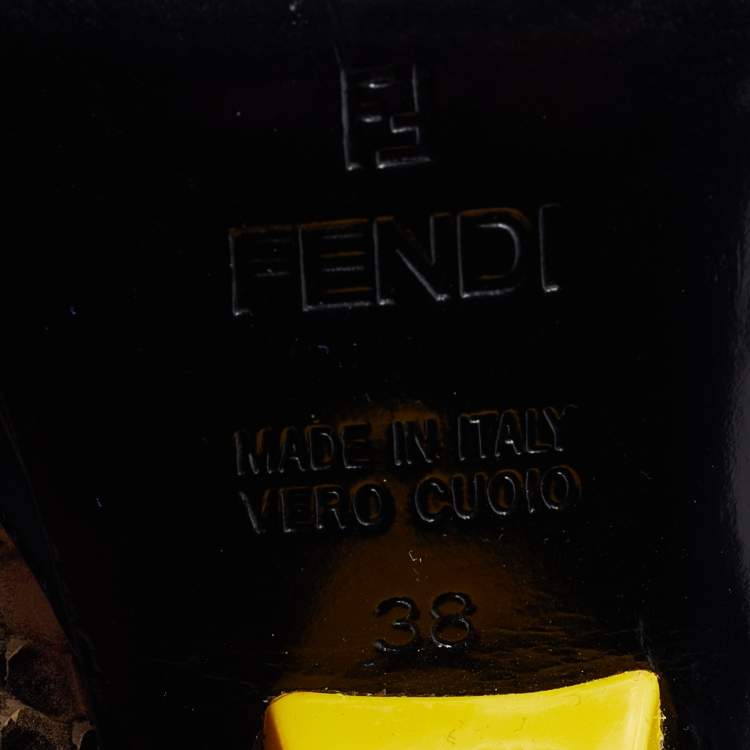 FENDI
MADE IN ITALY
VERO CUOIO
38